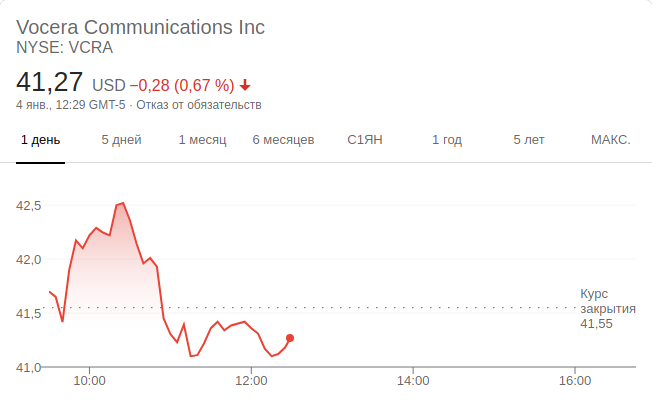 Vocera Communications Inc
NYSE: VCRA
41,27 USD −0,28 (0,67 %)
4 янв., 12:29 GMT-5 · Отказ от обязательств
1 день 5 дней 1 месяц 6 месяцев С1ЯН 1 год 5 лет МАКС.
42,5
42,0
41,5
41,0
Курс
закрытия
41,55
10:00 12:00 14:00 16:00